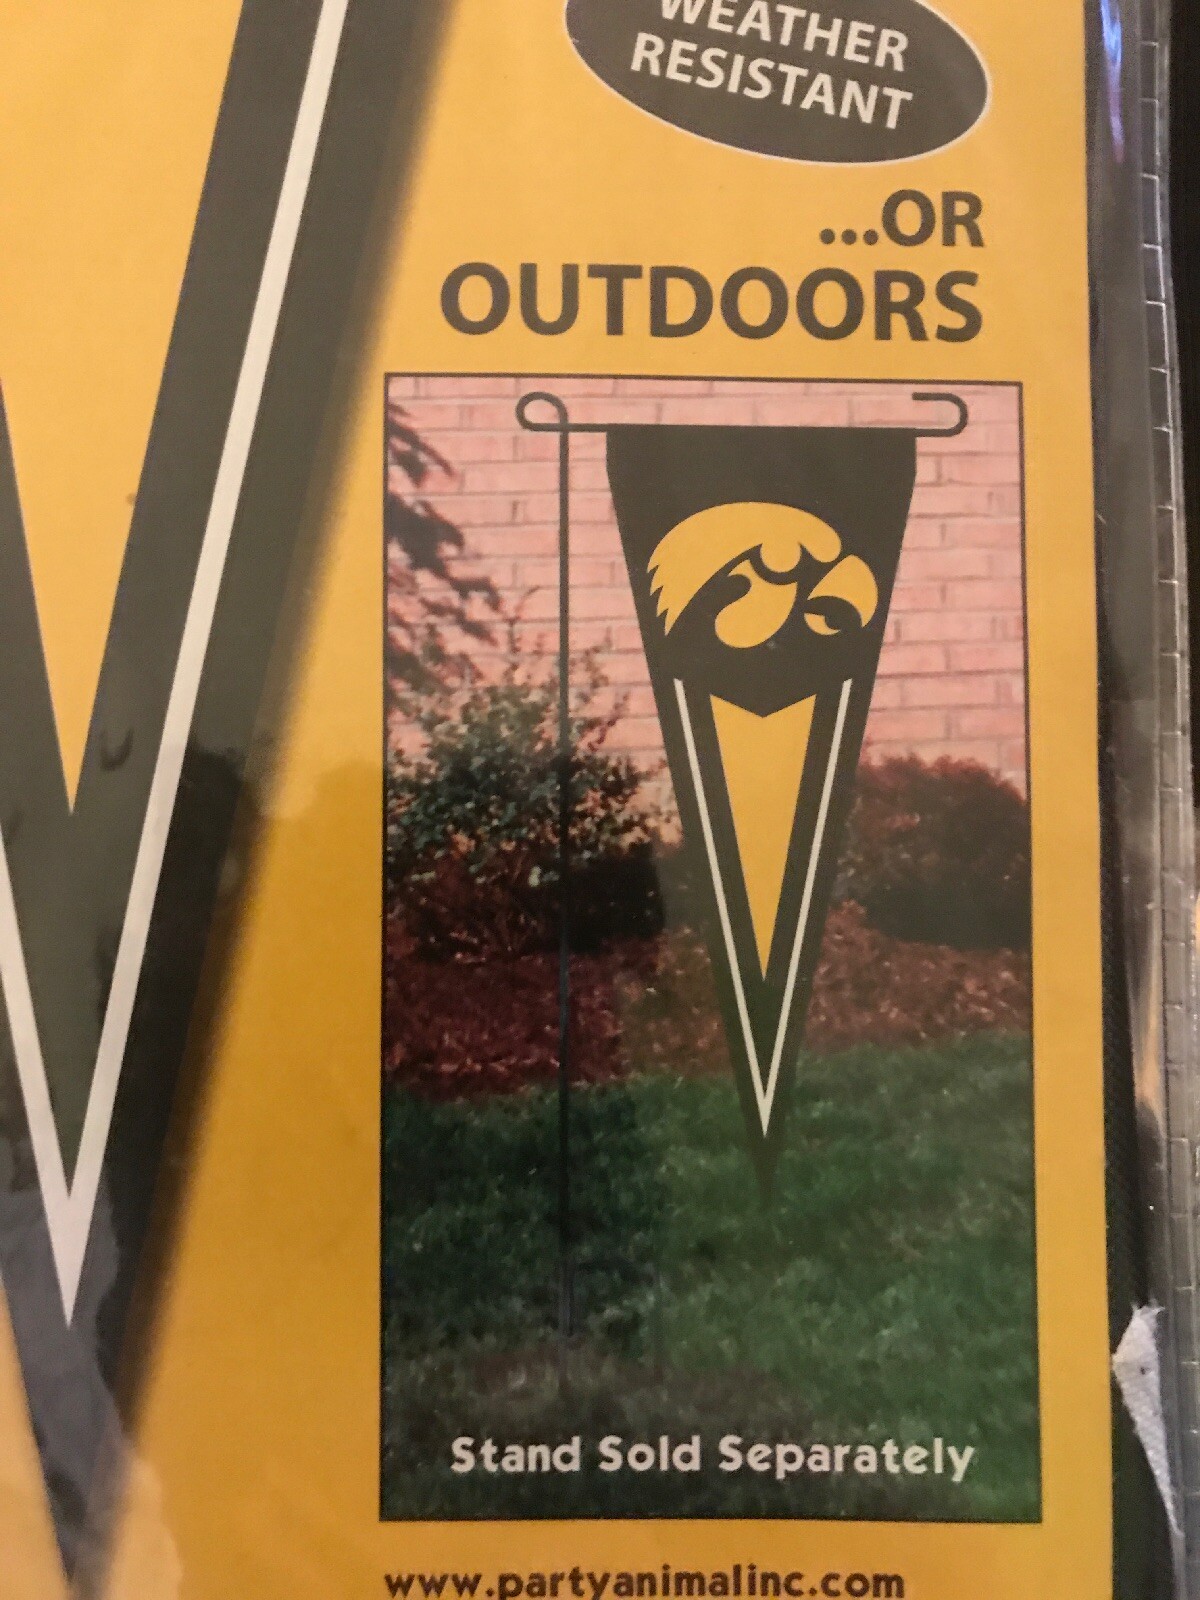 WEATHER
RESISTANT
...OR
OUTDOORS
Stand Sold Separately
www.partyanimalinc.com